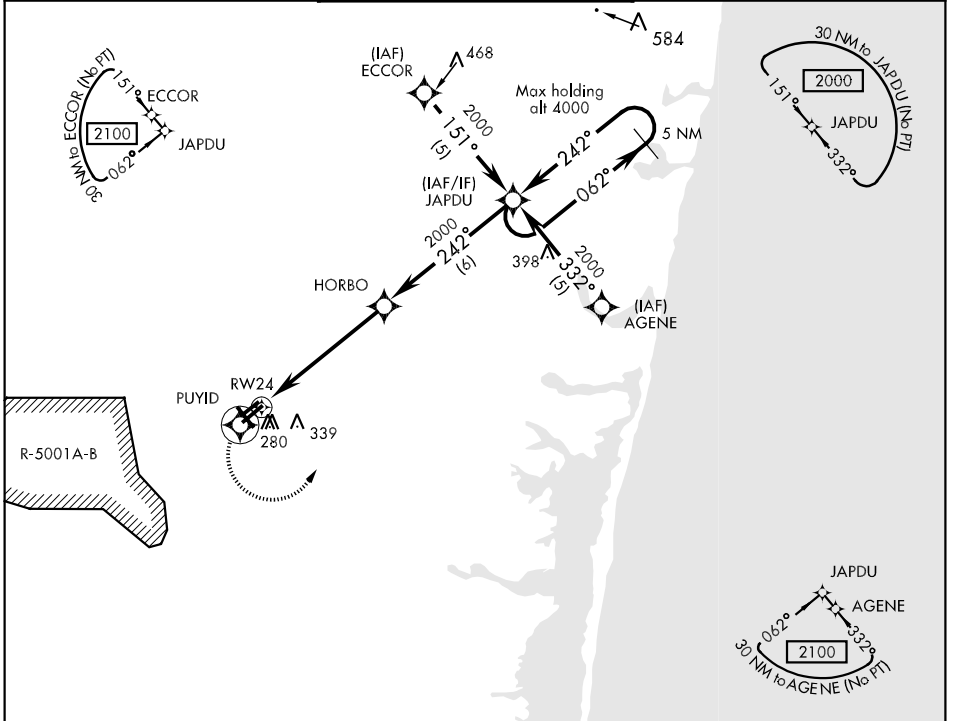 584
(IAF)
ECCOR
468
Max holding
alt 4000
5 NM
2000
151°
(5)
242°
062°
(IAF/IF)
JAPDU
2000
242°
(6)
398
2000
332°
(5)
(IAF)
AGENE
HORBO
RW24
PUYID
280
339
R-5001A-B
30 NM to ECCOR (No PT)
151°
ECCOR
2100
JAPDU
062°
30 NM to JAPDU (No PT)
2000
151°
JAPDU
332°
JAPDU
AGENE
062°
332°
2100
30 NM to AGENE (No PT)